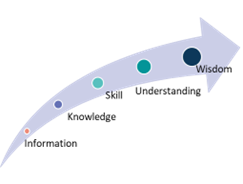 Wisdom
Understanding
Skill
Knowledge
Information